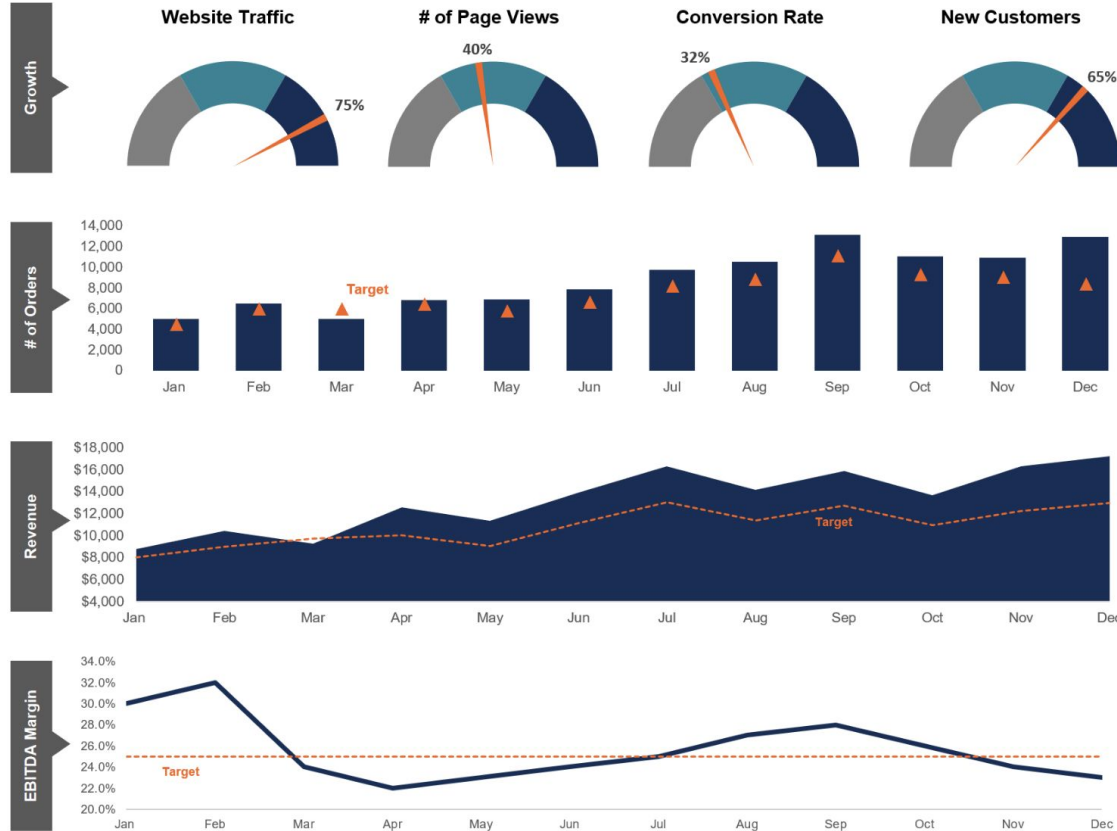 Website Traffic
# of Page Views
Conversion Rate
New Customers
Growth
75%
40%
32%
65%
# of Orders
14,000
12,000
10,000
8,000
6,000
4,000
2,000
0
Target
Jan Feb Mar Apr May Jun Jul Aug Sep Oct Nov Dec
Revenue
$18,000
$16,000
$14,000
$12,000
$10,000
$8,000
$6,000
$4,000
Target
Jan Feb Mar Apr May Jun Jul Aug Sep Oct Nov Dec
EBITDA Margin
34.0%
32.0%
30.0%
28.0%
26.0%
24.0%
22.0%
20.0%
Target
Jan Feb Mar Apr May Jun Jul Aug Sep Oct Nov Dec